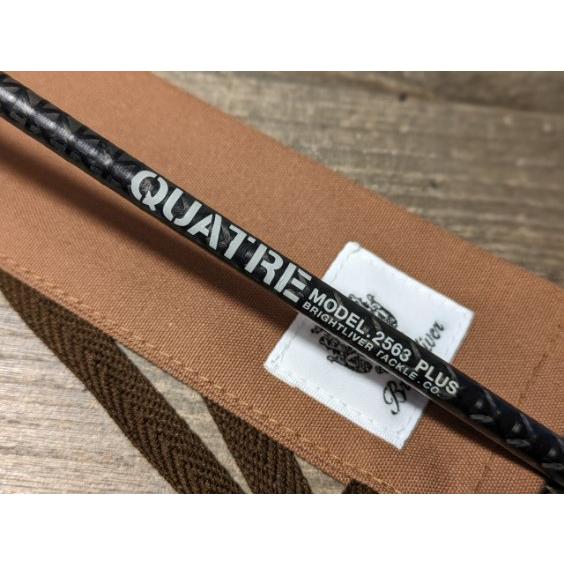 QUATRE
MODEL.2563 PLUS
BRIGHTLIVER TACKLE.CO